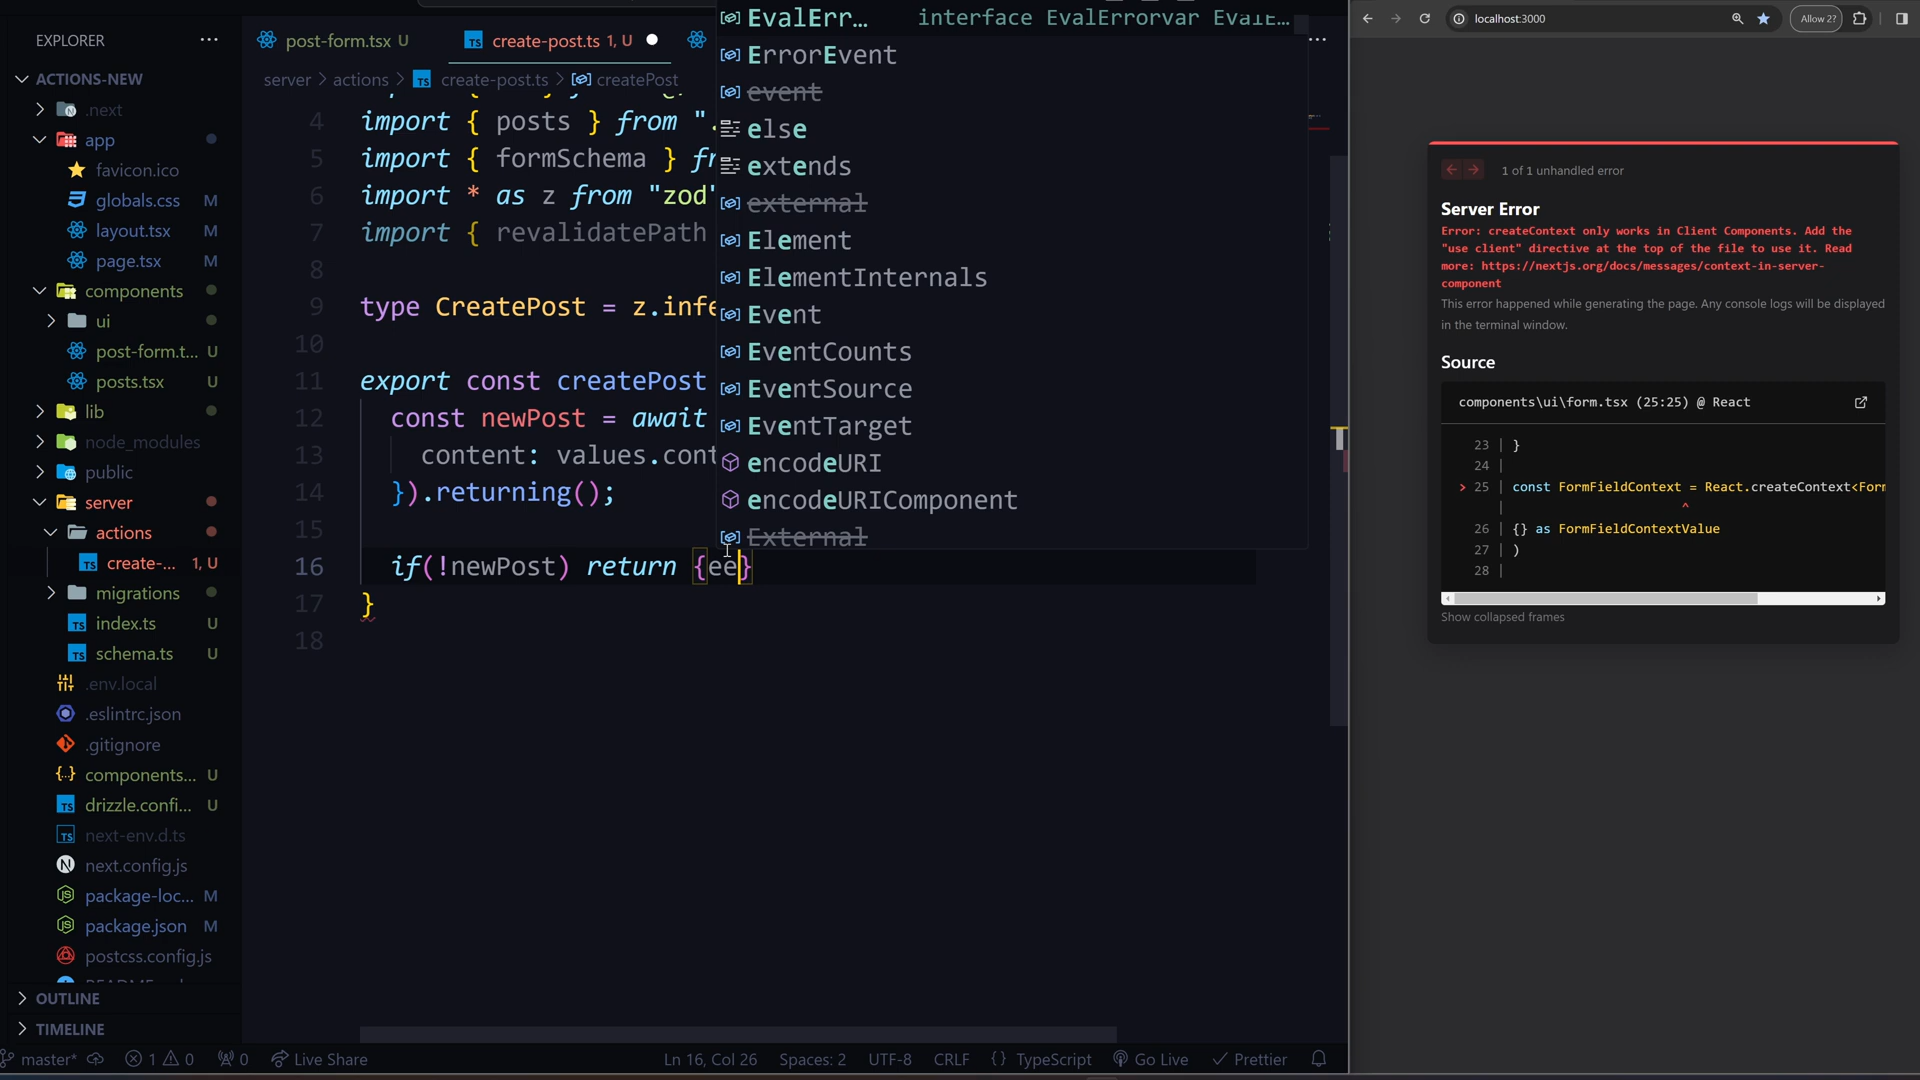 EXPLORER
ACTIONS-NEW
.next
app
favicon.ico
globals.css M
layout.tsx M
page.tsx M
components
ui
post-form.t... U
posts.tsx U
lib
node_modules
public
server
actions
create-... 1, U
migrations
index.ts U
schema.ts U
.env.local
.eslintrc.json
.gitignore
components... U
drizzle.confi... U
next-env.d.ts
next.config.js
package-loc... M
package.json M
postcss.config.js
OUTLINE
TIMELINE
post-form.tsx U
create-post.ts 1, U
server > actions > create-post.ts > createPost
4 import { posts } from "
5 import { formSchema } fr
6 import * as z from "zod"
7 import { revalidatePath
8
9 type CreatePost = z.infe
10
11 export const createPost
12 const newPost = await
13 content: values.cont
14 }).returning();
15
16 if(!newPost) return {ee}
17 }
18
EvalErr... interface EvalErrorvar EvalE...
ErrorEvent
event
else
extends
external
Element
ElementInternals
Event
EventCounts
EventSource
EventTarget
encodeURI
encodeURIComponent
External
master* 1 0 0 Live Share
Ln 16, Col 26 Spaces: 2 UTF-8 CRLF {} TypeScript Go Live Prettier
localhost:3000
Allow 2?
1 of 1 unhandled error
Server Error
Error: createContext only works in Client Components. Add the
"use client" directive at the top of the file to use it. Read
more: https://nextjs.org/docs/messages/context-in-server-
component
This error happened while generating the page. Any console logs will be displayed
in the terminal window.
Source
components\ui\form.tsx (25:25) @ React
23 | }
24 |
> 25 | const FormFieldContext = React.createContext<Form
| ^
26 | {} as FormFieldContextValue
27 | )
28 |
Show collapsed frames